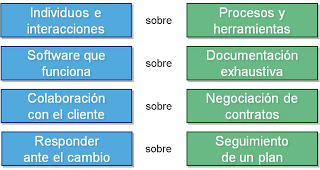 Individuos e
interacciones
sobre
Procesos y
herramientas
Software que
funciona
sobre
Documentación
exhaustiva
Colaboración
con el cliente
sobre
Negociación de
contratos
Responder
ante el cambio
sobre
Seguimiento
de un plan